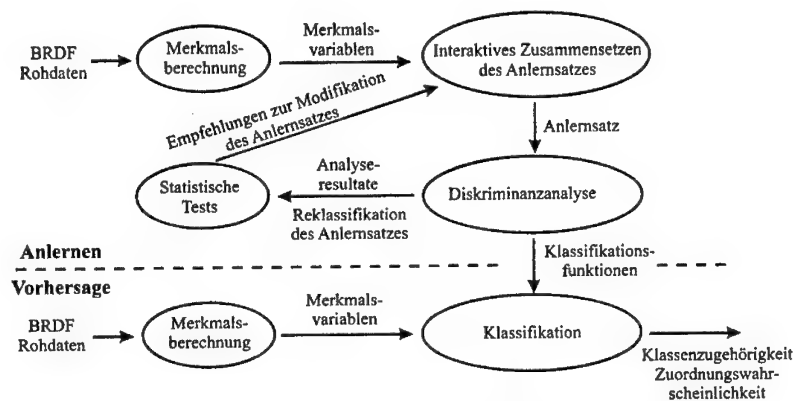 BRDF
Rohdaten
Merkmals-
berechnung
Merkmals-
variablen
Interaktives Zusammensetzen
des Anlernsatzes
Empfehlungen zur Modifikation
des Anlernsatzes
Anlernsatz
Statistische
Tests
Analyse-
resultate
Reklassifikation
des Anlernsatzes
Diskriminanzanalyse
Anlernen
Klassifikations-
funktionen
Vorhersage
BRDF
Rohdaten
Merkmals-
berechnung
Merkmals-
variablen
Klassifikation
Klassenzugehörigkeit
Zuordnungswahr-
scheinlichkeit